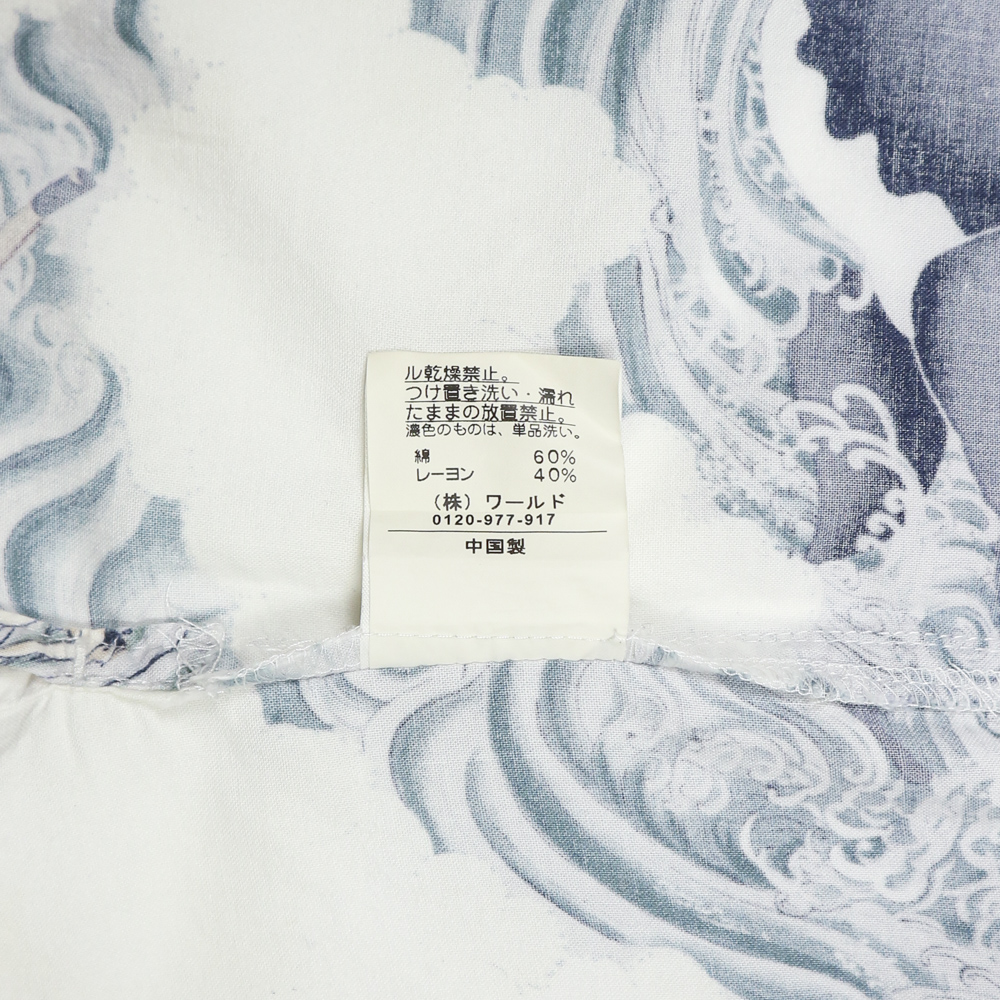 ル乾燥禁止。
つけ置き洗い・濡れ
たままの放置禁止。
濃色のものは、単品洗い。
綿 60%
レーヨン 40%
(株)ワールド
0120-977-917
中国製